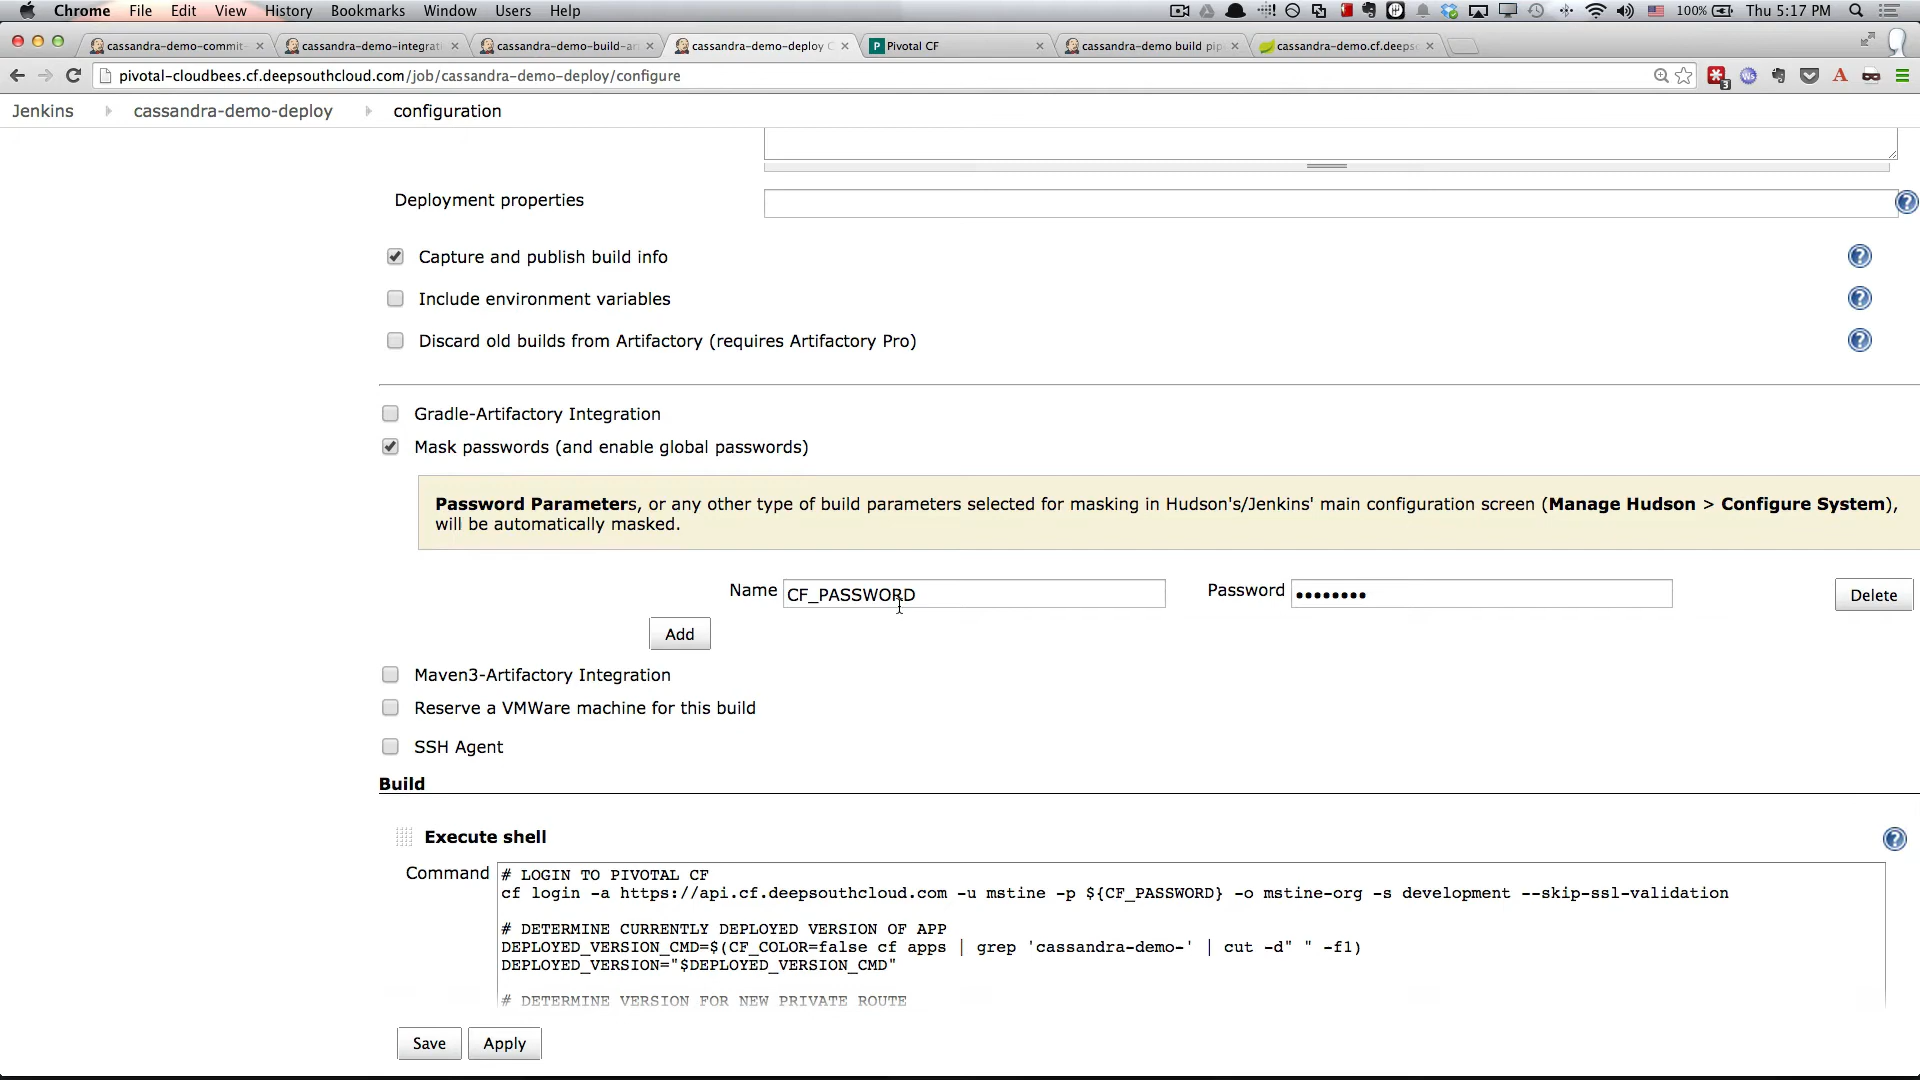 Chrome File Edit View History Bookmarks Window Users Help 100% Thu 5:17 PM
cassandra-demo-commit- cassandra-demo-integrat cassandra-demo-build-ar cassandra-demo-deploy C Pivotal CF cassandra-demo build pip cassandra-demo.cf.deeps
pivotal-cloudbees.cf.deepsouthcloud.com/job/cassandra-demo-deploy/configure
Jenkins cassandra-demo-deploy configuration
Deployment properties
Capture and publish build info
Include environment variables
Discard old builds from Artifactory (requires Artifactory Pro)
Gradle-Artifactory Integration
Mask passwords (and enable global passwords)
Password Parameters, or any other type of build parameters selected for masking in Hudson's/Jenkins' main configuration screen (Manage Hudson > Configure System),
will be automatically masked.
Name CF_PASSWORD Password •••••••• Delete
Add
Maven3-Artifactory Integration
Reserve a VMWare machine for this build
SSH Agent
Build
Execute shell
Command # LOGIN TO PIVOTAL CF
cf login -a https://api.cf.deepsouthcloud.com -u mstine -p ${CF_PASSWORD} -o mstine-org -s development --skip-ssl-validation
# DETERMINE CURRENTLY DEPLOYED VERSION OF APP
DEPLOYED_VERSION_CMD=$(CF_COLOR=false cf apps | grep 'cassandra-demo-' | cut -d" " -f1)
DEPLOYED_VERSION="$DEPLOYED_VERSION_CMD"
# DETERMINE VERSION FOR NEW PRIVATE ROUTE
Save Apply